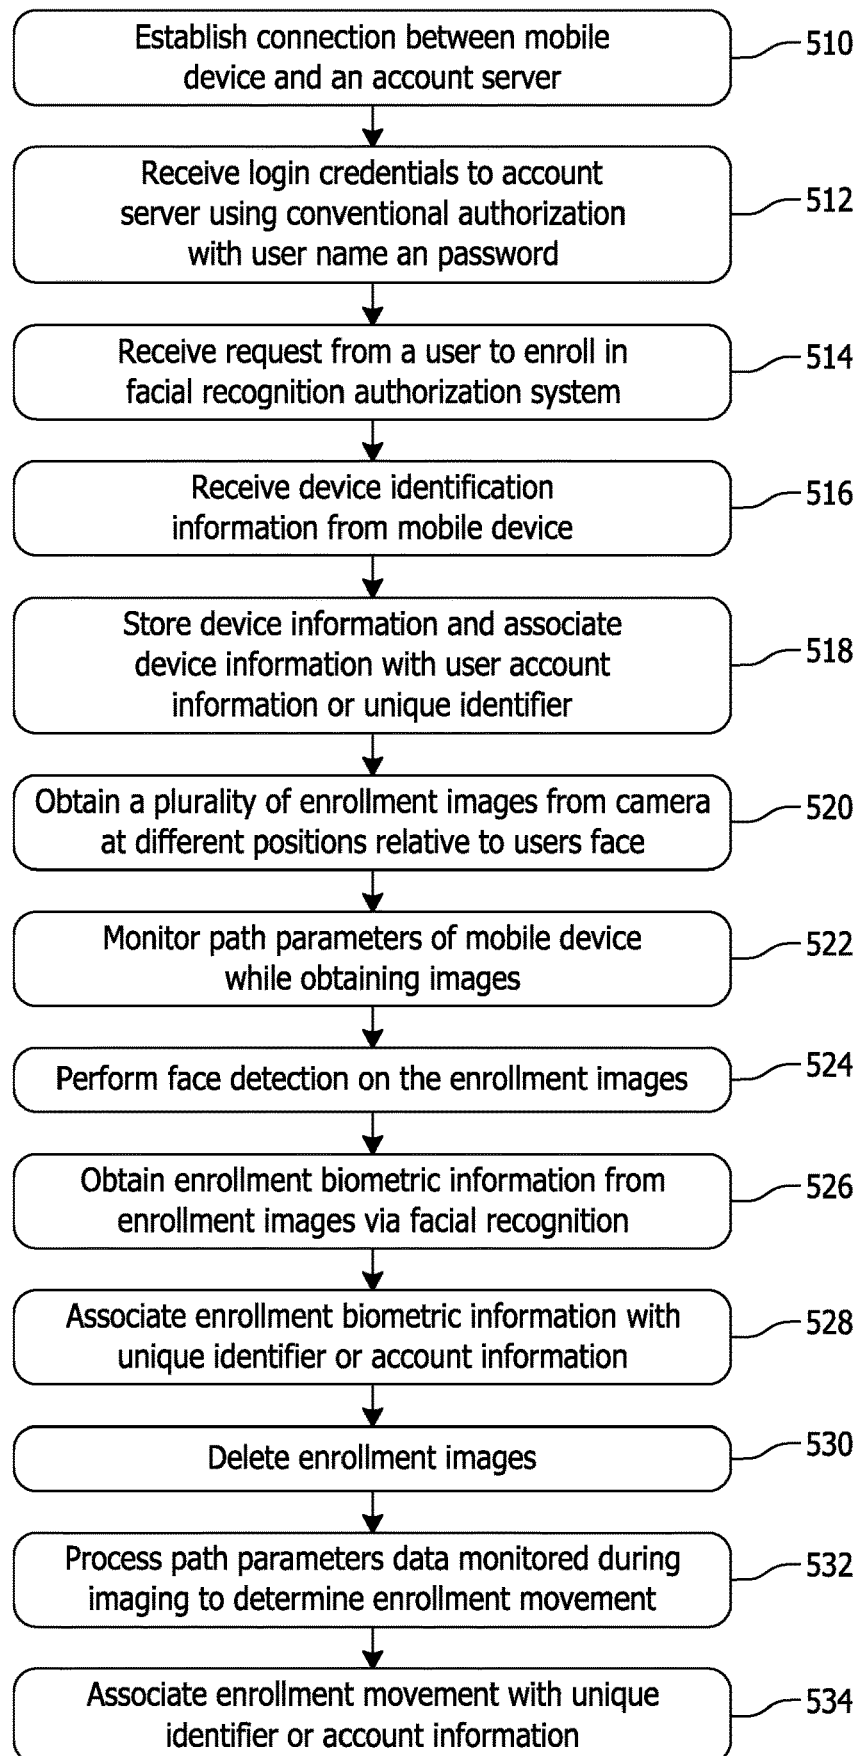 Establish connection between mobile
device and an account server
510
Receive login credentials to account
server using conventional authorization
with user name an password
512
Receive request from a user to enroll in
facial recognition authorization system
514
Receive device identification
information from mobile device
516
Store device information and associate
device information with user account
information or unique identifier
518
Obtain a plurality of enrollment images from camera
at different positions relative to users face
520
Monitor path parameters of mobile device
while obtaining images
522
Perform face detection on the enrollment images
524
Obtain enrollment biometric information from
enrollment images via facial recognition
526
Associate enrollment biometric information with
unique identifier or account information
528
Delete enrollment images
530
Process path parameters data monitored during
imaging to determine enrollment movement
532
Associate enrollment movement with unique
identifier or account information
534